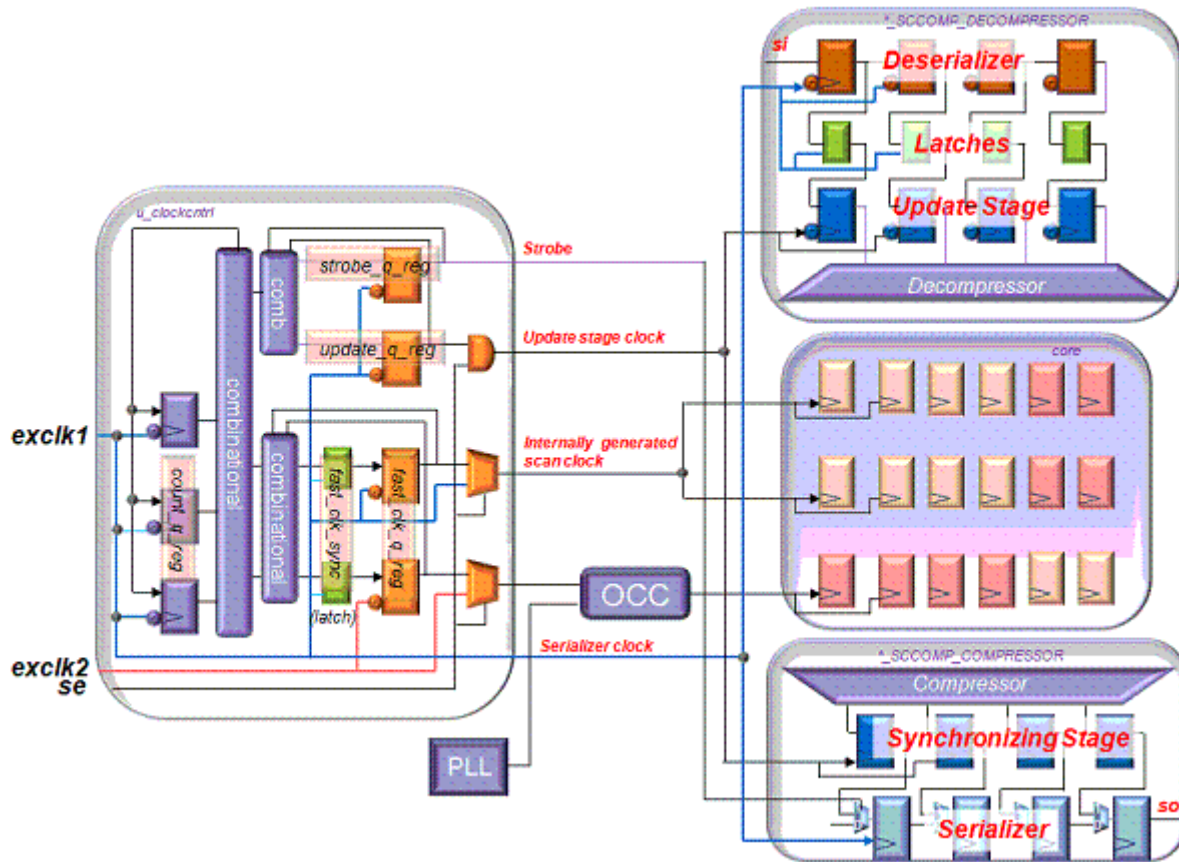 *_SCCOMP_DECOMPRESSOR
si
Deserializer
Latches
Update Stage
Decompressor
u_clockcntrl
Strobe
strobe_q_reg
comb
update_q_reg
Update stage clock
combinational
core
exclk1
count_q_reg
combinational
fast_clk_sync
fast_clk_q_reg
Internally generated
scan clock
(latch)
OCC
Serializer clock
exclk2
se
PLL
*_SCCOMP_COMPRESSOR
Compressor
Synchronizing Stage
Serializer
so